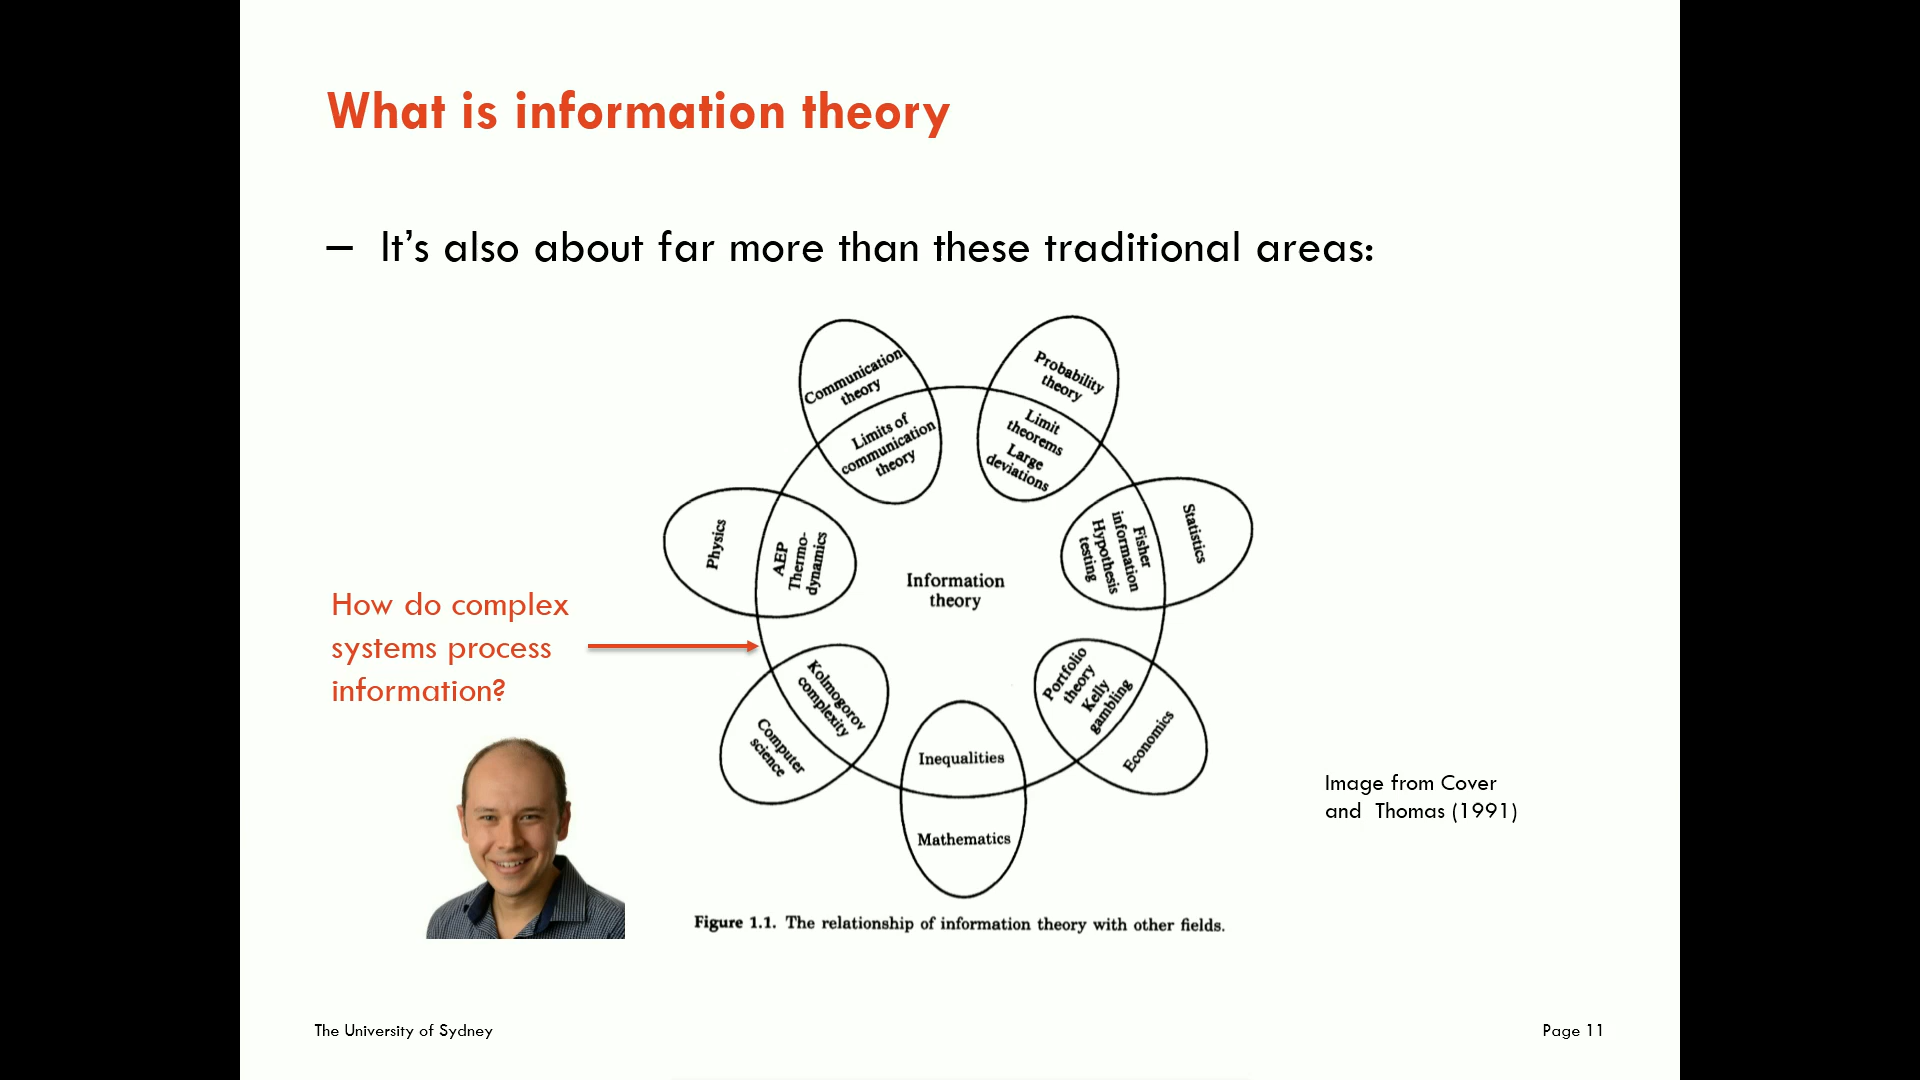 What is information theory
– It's also about far more than these traditional areas:
Communication
theory
Limits of
communication
theory
Probability
theory
Limit
theorems
Large
deviations
Physics
AEP
Thermo-
dynamics
Statistics
Fisher
information
Hypothesis
testing
Information
theory
How do complex
systems process
information?
Kolmogorov
complexity
Computer
science
Portfolio
theory
Kelly
gambling
Economics
Inequalities
Mathematics
Image from Cover
and Thomas (1991)
Figure 1.1. The relationship of information theory with other fields.
The University of Sydney
Page 11